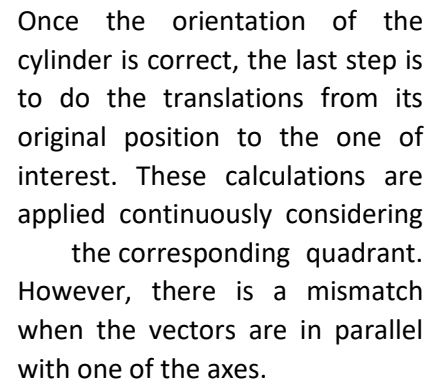 Once the orientation of the
cylinder is correct, the last step is
to do the translations from its
original position to the one of
interest. These calculations are
applied continuously considering
the corresponding quadrant.
However, there is a mismatch
when the vectors are in parallel
with one of the axes.